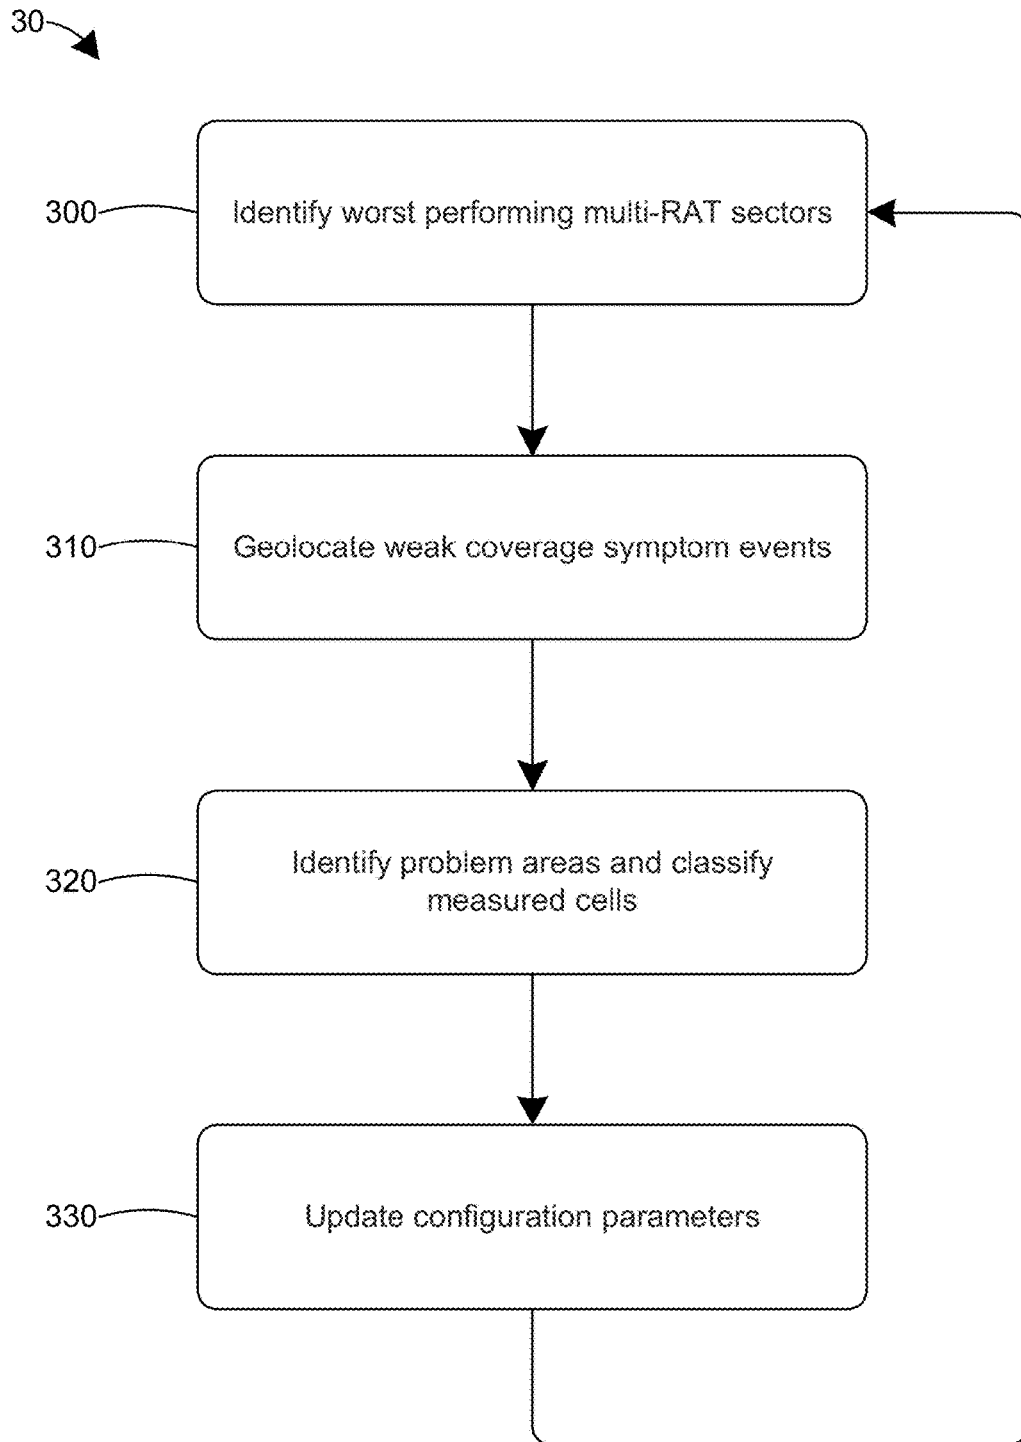 30
300
Identify worst performing multi-RAT sectors
310
Geolocate weak coverage symptom events
320
Identify problem areas and classify
measured cells
330
Update configuration parameters